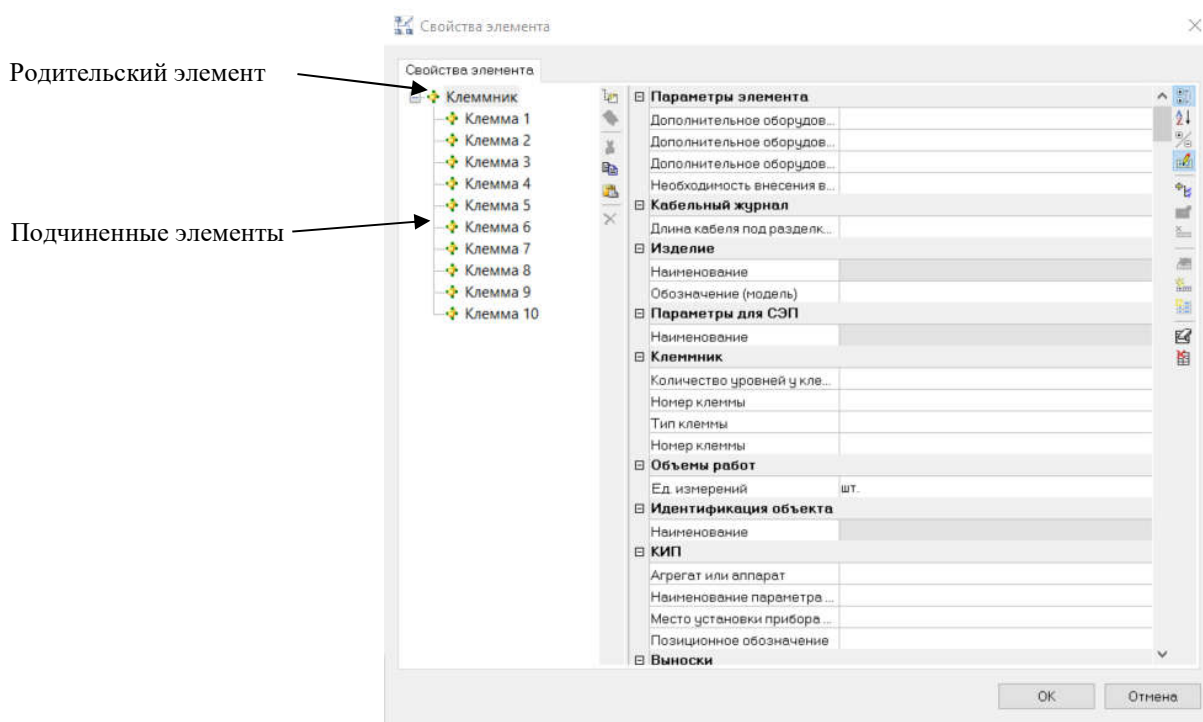 Свойства элемента
Свойства элемента
Родительский элемент
Подчиненные элементы
Клеммник
Клемма 1
Клемма 2
Клемма 3
Клемма 4
Клемма 5
Клемма 6
Клемма 7
Клемма 8
Клемма 9
Клемма 10
Параметры элемента
Дополнительное оборудов...
Дополнительное оборудов...
Дополнительное оборудов...
Необходимость внесения в...
Кабельный журнал
Длина кабеля под разделк...
Изделие
Наименование
Обозначение (модель)
Параметры для СЭП
Наименование
Клеммник
Количество уровней у кле...
Номер клеммы
Тип клеммы
Номер клеммы
Объемы работ
Ед. измерений шт.
Идентификация объекта
Наименование
КИП
Агрегат или аппарат
Наименование параметра ...
Место установки прибора ...
Позиционное обозначение
Выноски
ОК
Отмена